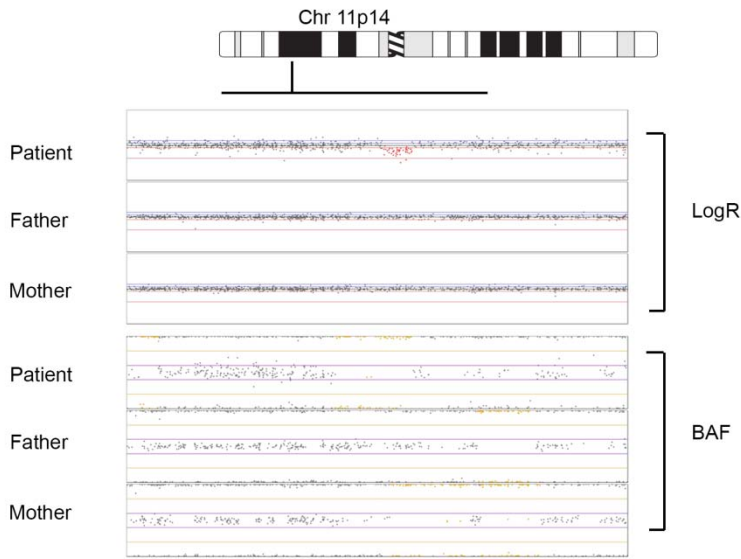 Chr 11p14
Patient
Father
Mother
LogR
Patient
Father
Mother
BAF